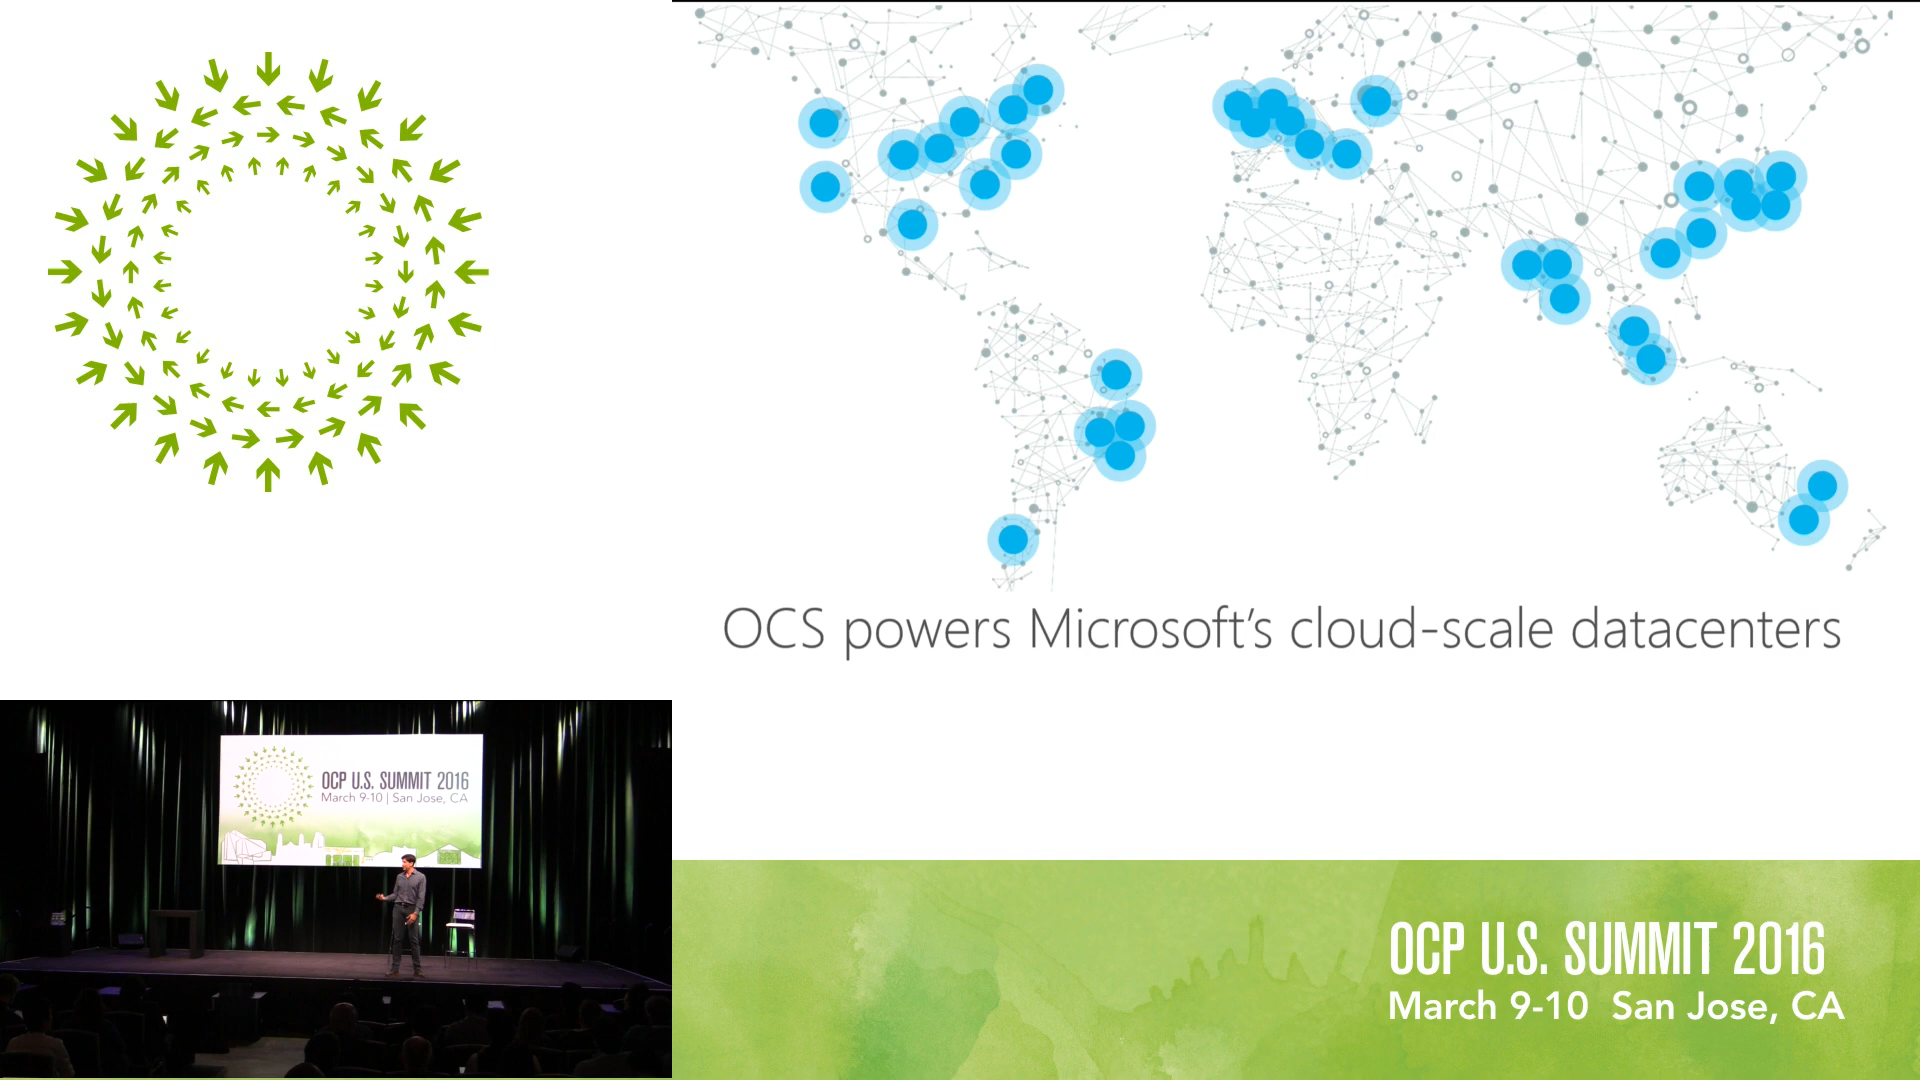 OCS powers Microsoft's cloud-scale datacenters
OCP U.S. SUMMIT 2016
March 9-10 | San Jose, CA
OCP U.S. SUMMIT 2016
March 9-10 San Jose, CA